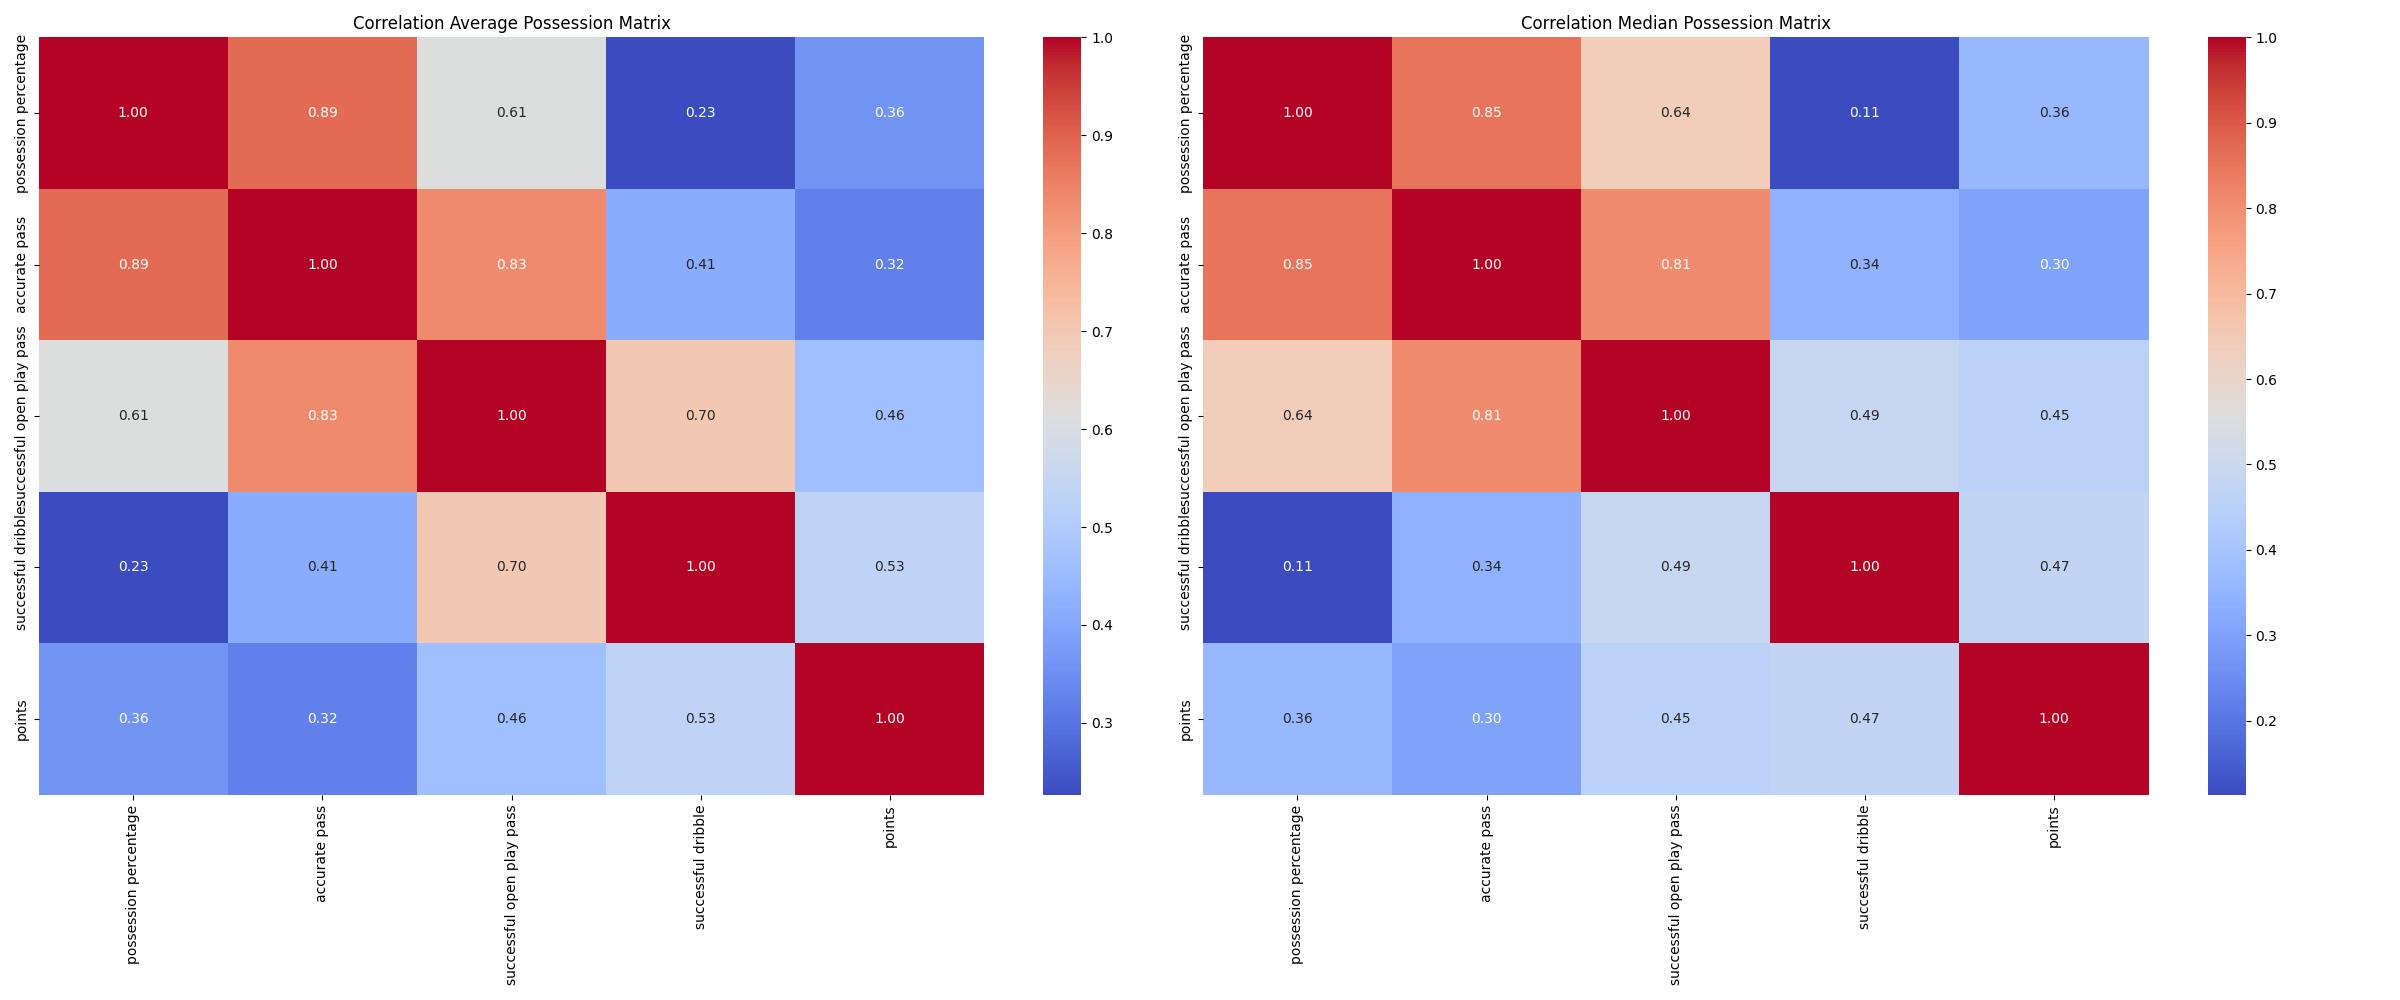 Correlation Average Possession Matrix
possession percentage
accurate pass
successful open play pass
successful dribble
points
1.00 0.89 0.61 0.23 0.36
0.89 1.00 0.83 0.41 0.32
0.61 0.83 1.00 0.70 0.46
0.23 0.41 0.70 1.00 0.53
0.36 0.32 0.46 0.53 1.00
possession percentage
accurate pass
successful open play pass
successful dribble
points
1.0
0.9
0.8
0.7
0.6
0.5
0.4
0.3
Correlation Median Possession Matrix
possession percentage
accurate pass
successful open play pass
successful dribble
points
1.00 0.85 0.64 0.11 0.36
0.85 1.00 0.81 0.34 0.30
0.64 0.81 1.00 0.49 0.45
0.11 0.34 0.49 1.00 0.47
0.36 0.30 0.45 0.47 1.00
possession percentage
accurate pass
successful open play pass
successful dribble
points
1.0
0.9
0.8
0.7
0.6
0.5
0.4
0.3
0.2